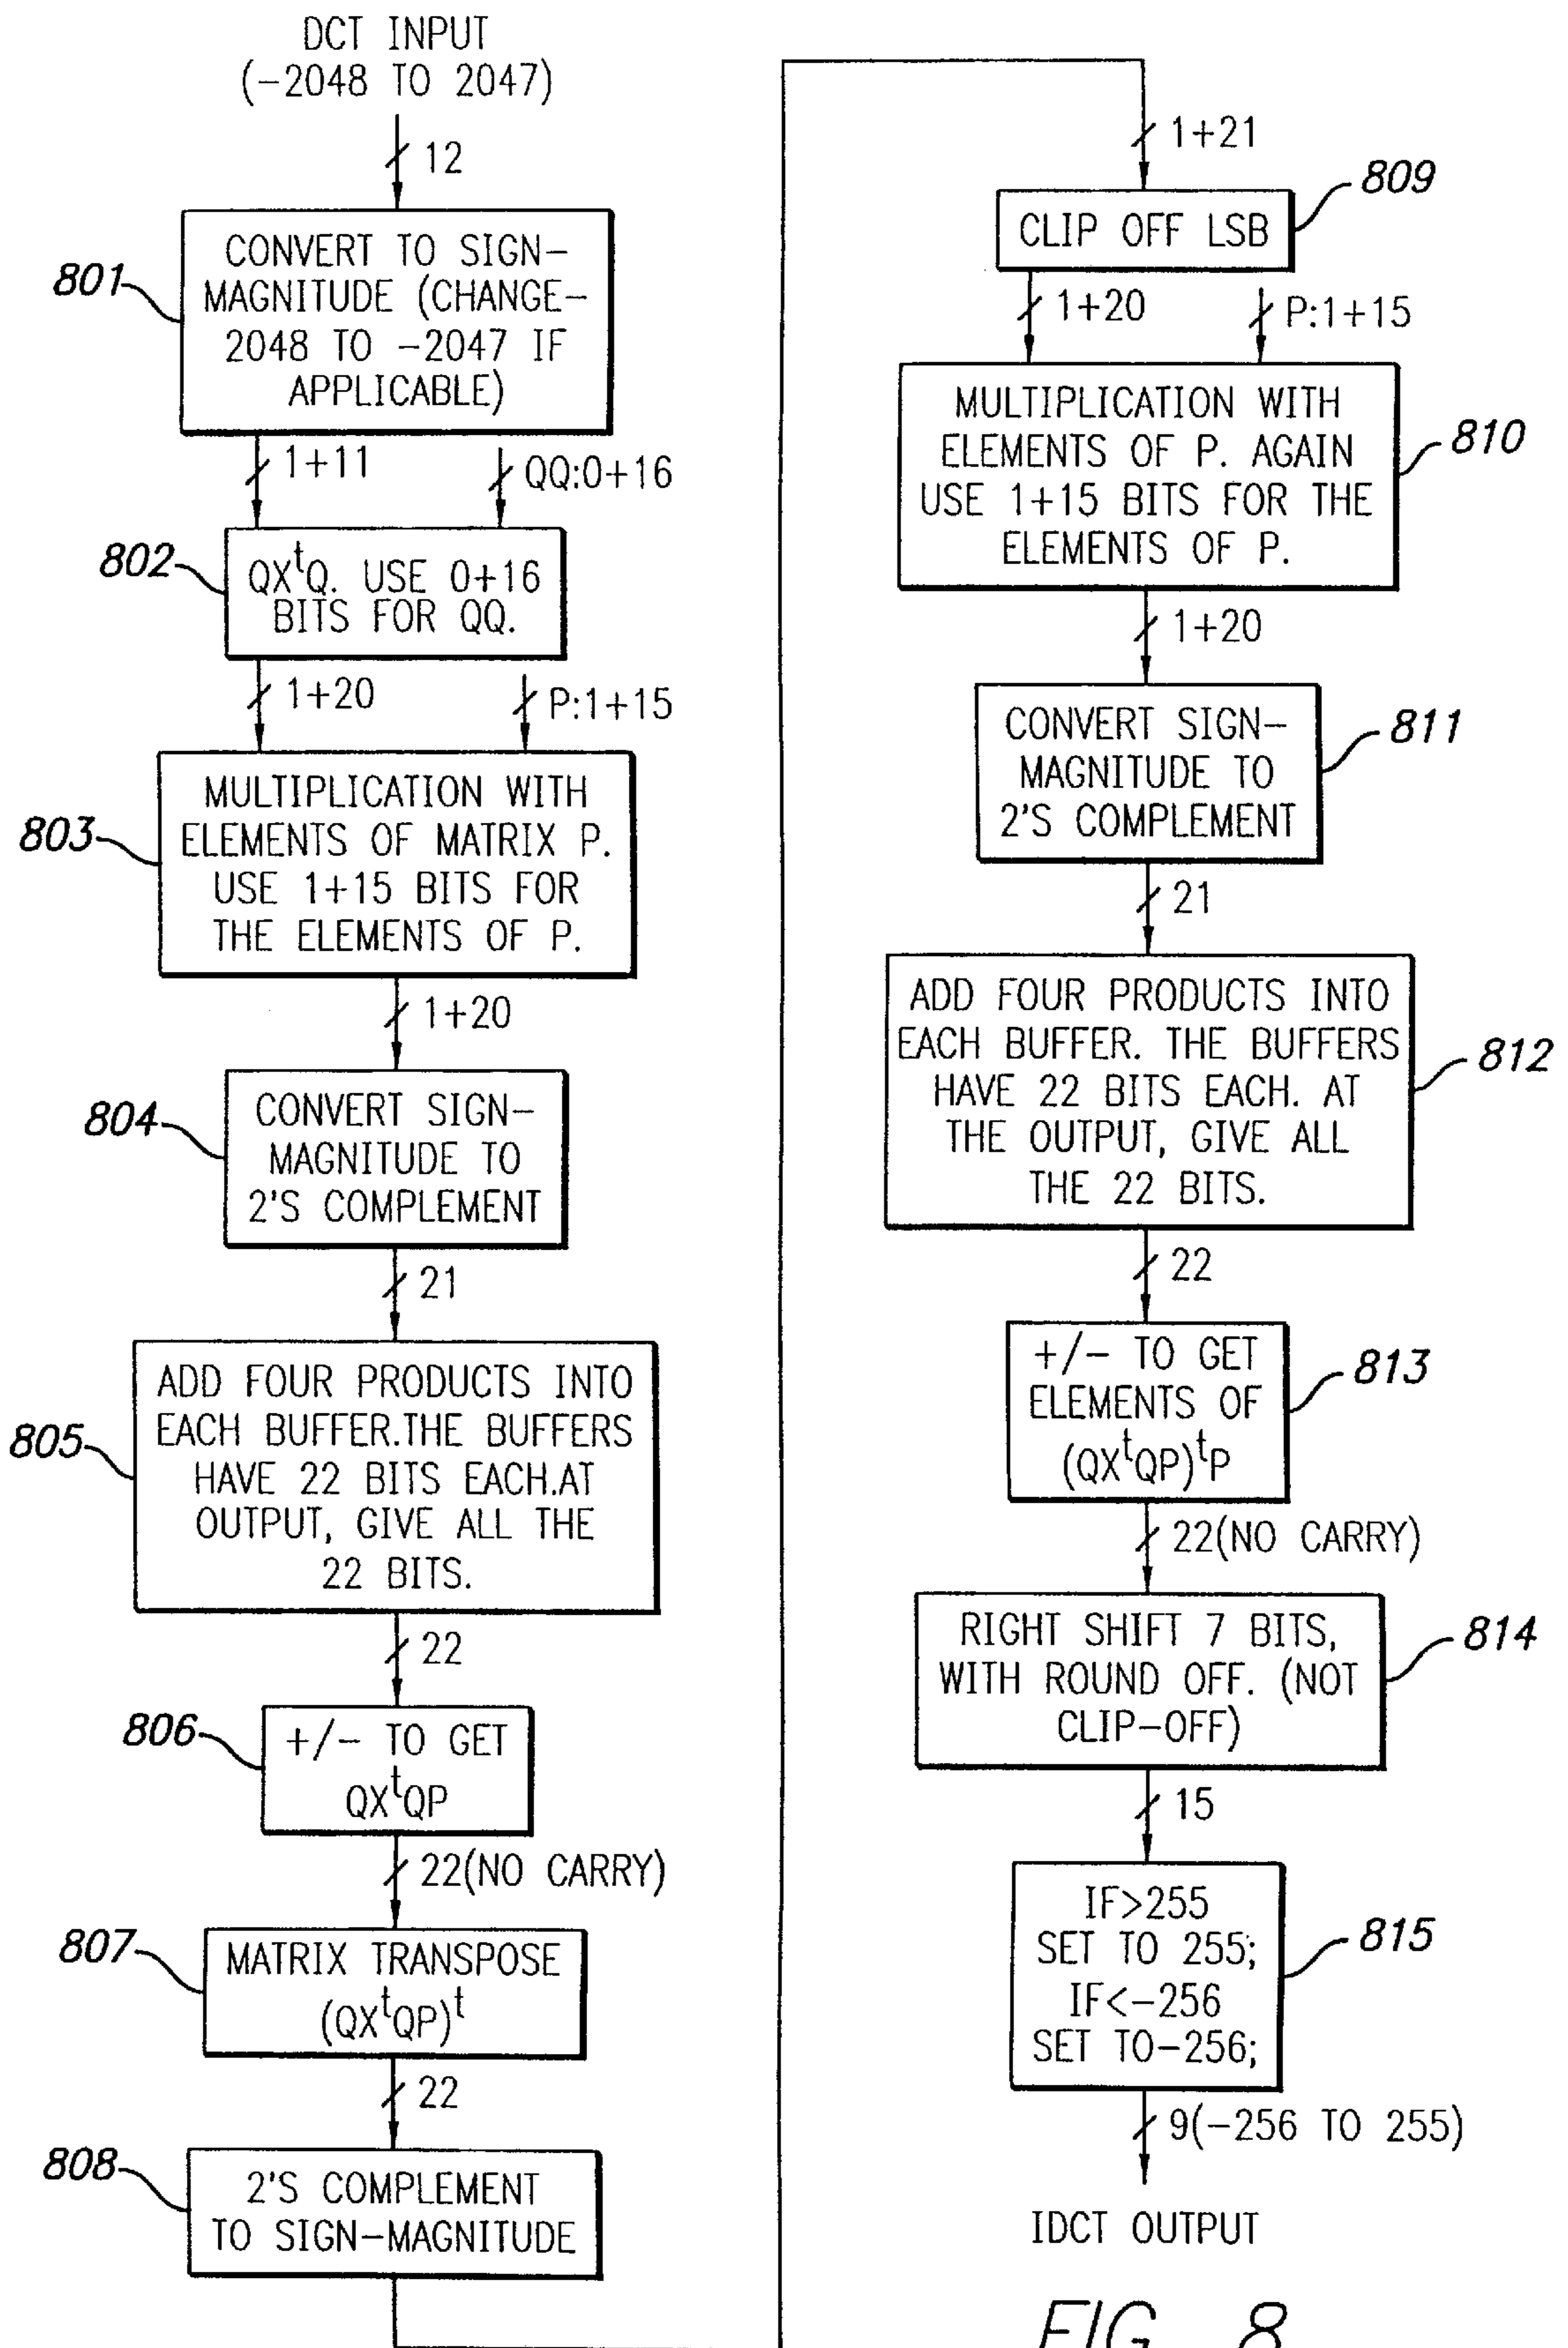 DCT INPUT
(-2048 TO 2047)
12
801
CONVERT TO SIGN-
MAGNITUDE (CHANGE-
2048 TO -2047 IF
APPLICABLE)
1+11
QQ:0+16
802
QXᵗQ. USE 0+16
BITS FOR QQ.
1+20
P:1+15
803
MULTIPLICATION WITH
ELEMENTS OF MATRIX P.
USE 1+15 BITS FOR
THE ELEMENTS OF P.
1+20
804
CONVERT SIGN-
MAGNITUDE TO
2'S COMPLEMENT
21
805
ADD FOUR PRODUCTS INTO
EACH BUFFER.THE BUFFERS
HAVE 22 BITS EACH.AT
OUTPUT, GIVE ALL THE
22 BITS.
22
806
+/- TO GET
QXᵗQP
22(NO CARRY)
807
MATRIX TRANSPOSE
(QXᵗQP)ᵗ
22
808
2'S COMPLEMENT
TO SIGN-MAGNITUDE
1+21
809
CLIP OFF LSB
1+20
P:1+15
810
MULTIPLICATION WITH
ELEMENTS OF P. AGAIN
USE 1+15 BITS FOR THE
ELEMENTS OF P.
1+20
811
CONVERT SIGN-
MAGNITUDE TO
2'S COMPLEMENT
21
812
ADD FOUR PRODUCTS INTO
EACH BUFFER. THE BUFFERS
HAVE 22 BITS EACH. AT
THE OUTPUT, GIVE ALL
THE 22 BITS.
22
813
+/- TO GET
ELEMENTS OF
(QXᵗQP)ᵗP
22(NO CARRY)
814
RIGHT SHIFT 7 BITS,
WITH ROUND OFF. (NOT
CLIP-OFF)
15
815
IF>255
SET TO 255;
IF<-256
SET TO-256;
9(-256 TO 255)
IDCT OUTPUT
FIG. 8